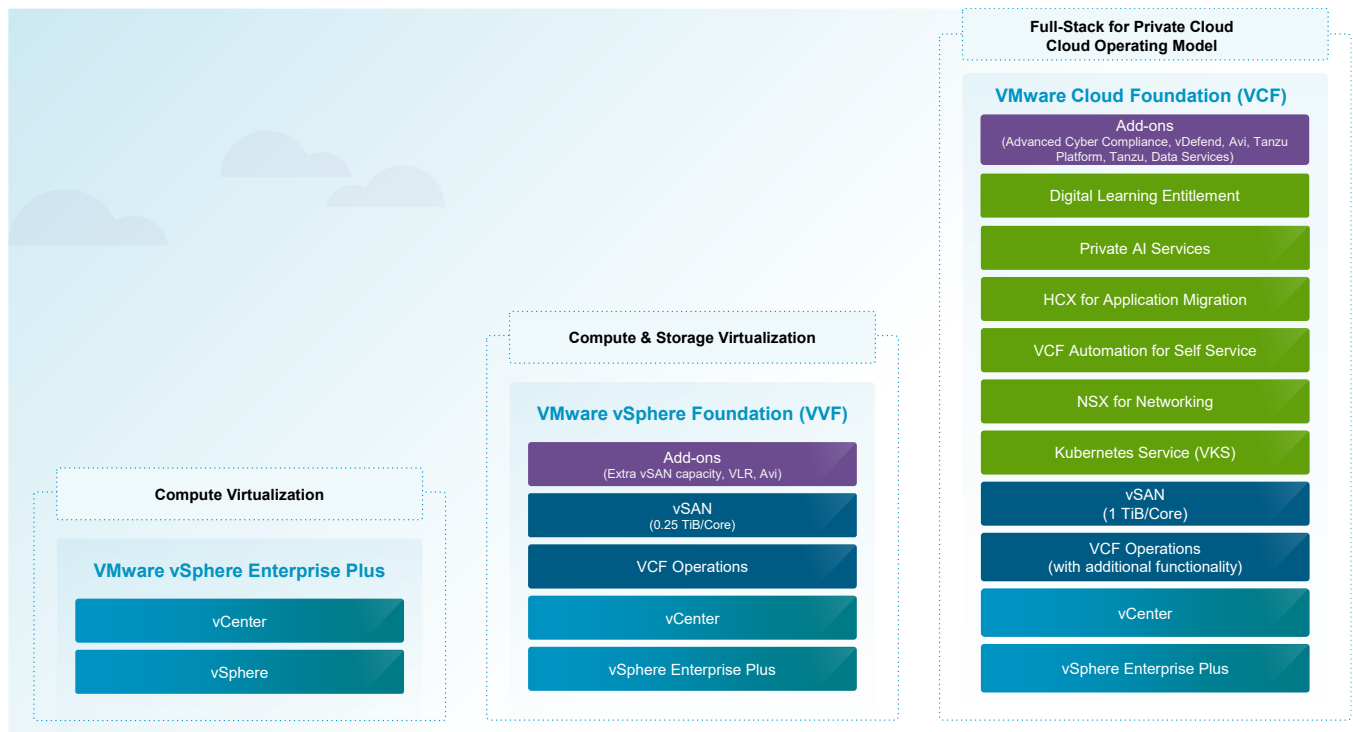 Compute Virtualization
VMware vSphere Enterprise Plus
vCenter
vSphere
Compute & Storage Virtualization
VMware vSphere Foundation (VVF)
Add-ons
(Extra vSAN capacity, VLR, Avi)
vSAN
(0.25 TiB/Core)
VCF Operations
vCenter
vSphere Enterprise Plus
Full-Stack for Private Cloud
Cloud Operating Model
VMware Cloud Foundation (VCF)
Add-ons
(Advanced Cyber Compliance, vDefend, Avi, Tanzu
Platform, Tanzu, Data Services)
Digital Learning Entitlement
Private AI Services
HCX for Application Migration
VCF Automation for Self Service
NSX for Networking
Kubernetes Service (VKS)
vSAN
(1 TiB/Core)
VCF Operations
(with additional functionality)
vCenter
vSphere Enterprise Plus